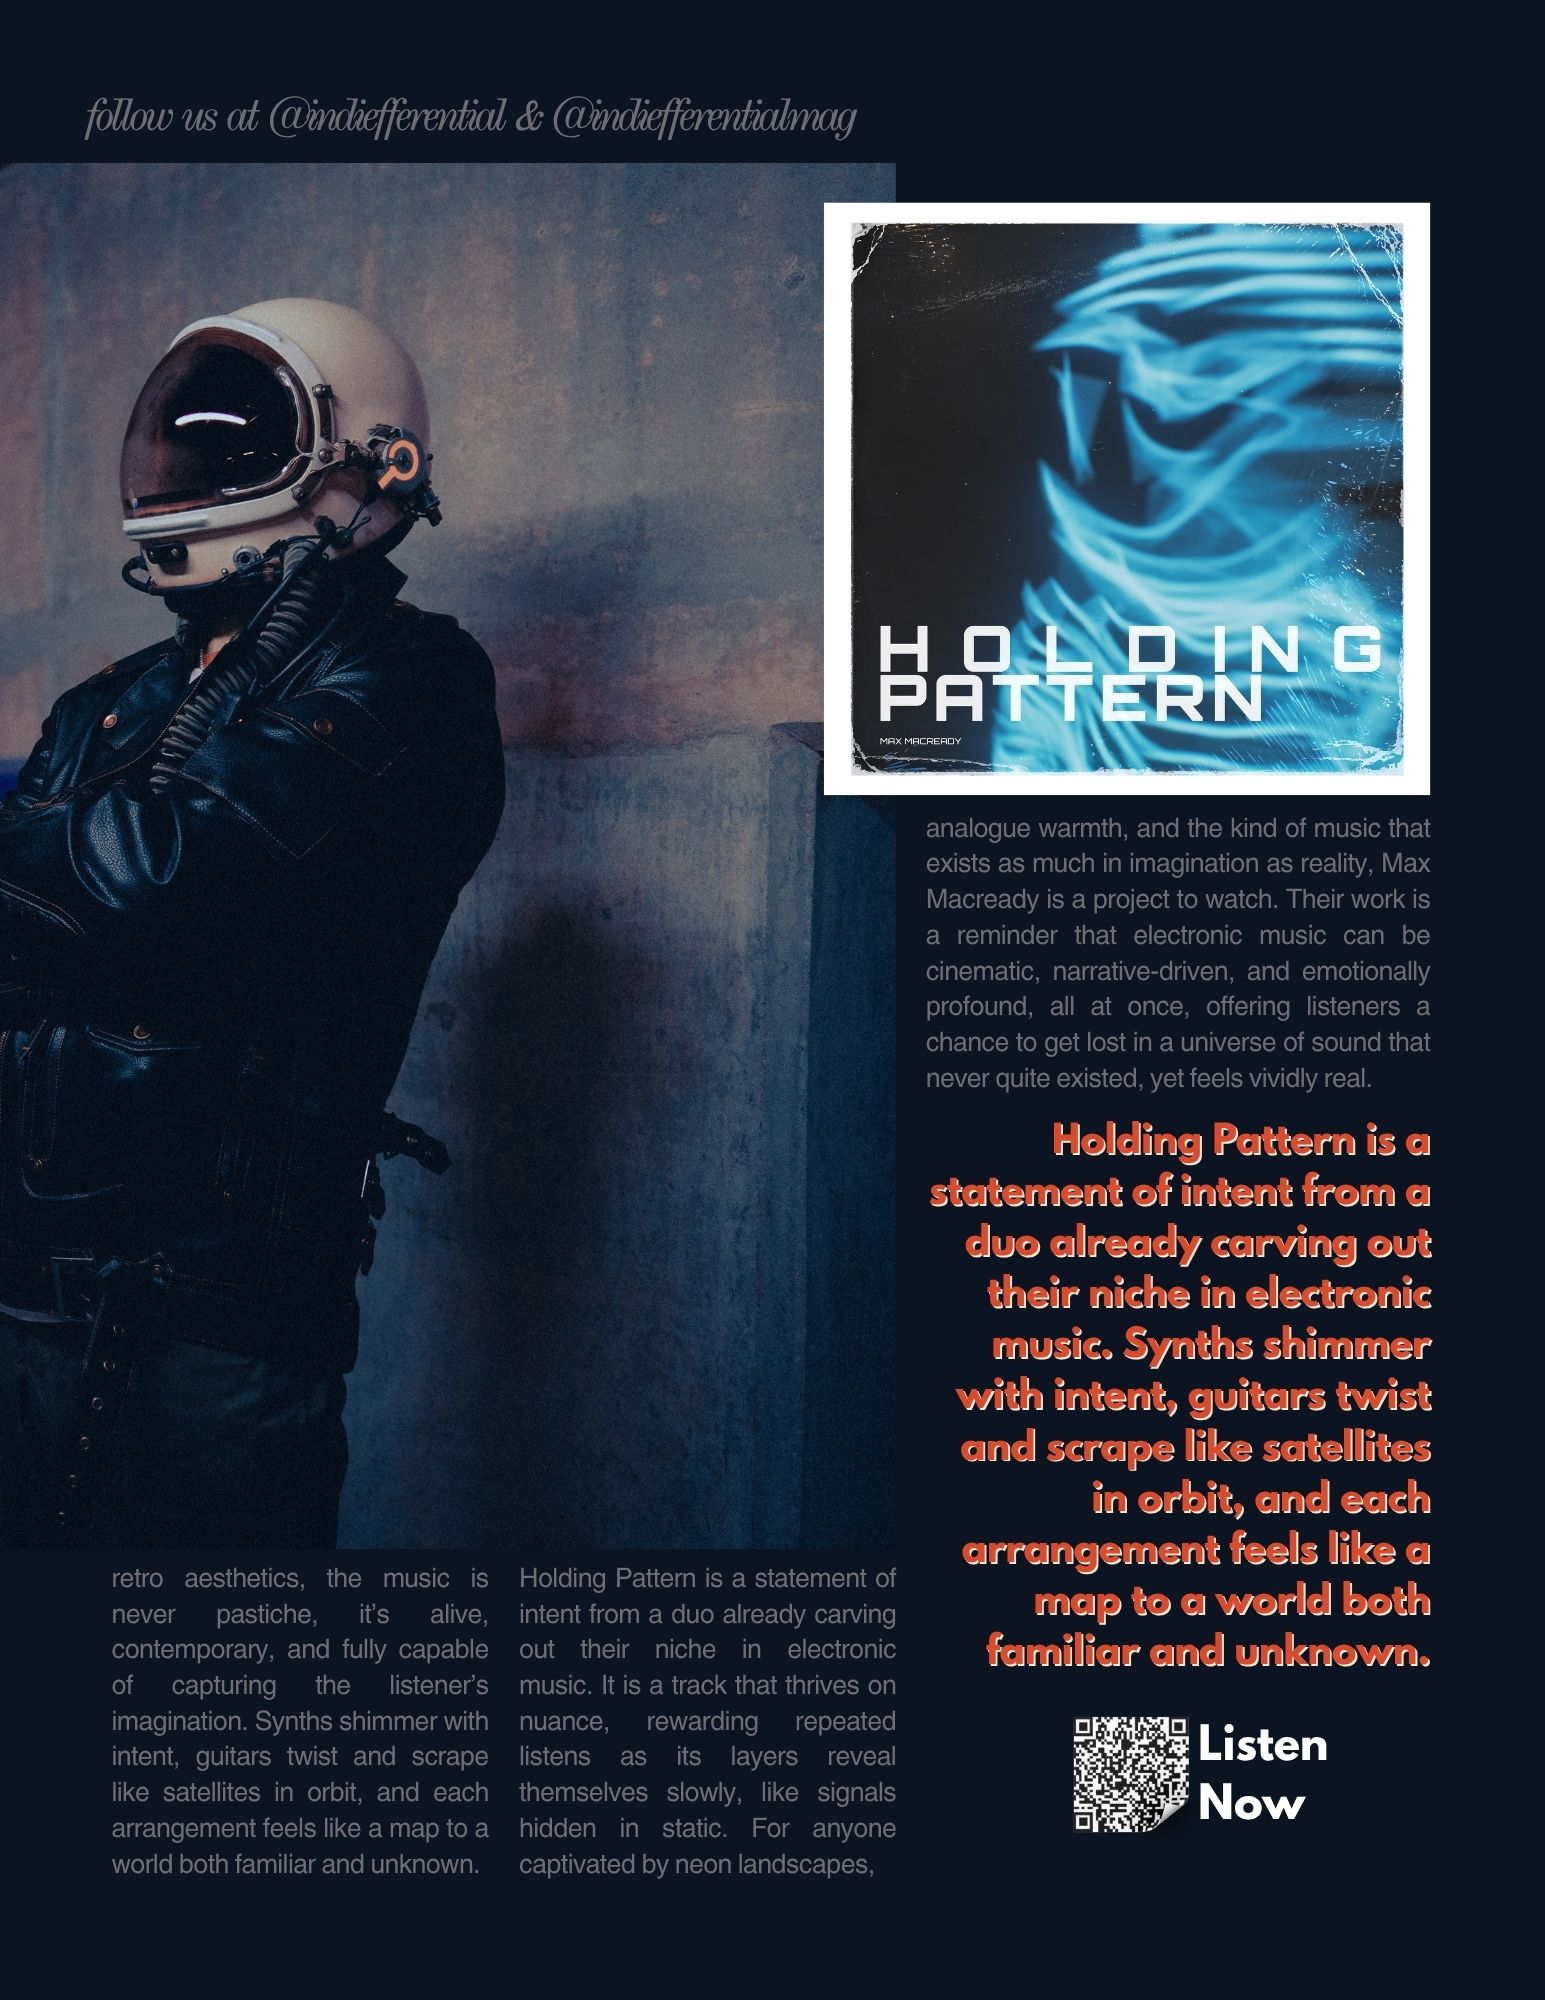 follow us at @indiefferential & @indiefferentialmag
HOLDING
PATTERN
MAX MACREADY
retro aesthetics, the music is
never pastiche, it’s alive,
contemporary, and fully capable
of capturing the listener’s
imagination. Synths shimmer with
intent, guitars twist and scrape
like satellites in orbit, and each
arrangement feels like a map to a
world both familiar and unknown.
Holding Pattern is a statement of
intent from a duo already carving
out their niche in electronic
music. It is a track that thrives on
nuance, rewarding repeated
listens as its layers reveal
themselves slowly, like signals
hidden in static. For anyone
captivated by neon landscapes,
analogue warmth, and the kind of music that
exists as much in imagination as reality, Max
Macready is a project to watch. Their work is
a reminder that electronic music can be
cinematic, narrative-driven, and emotionally
profound, all at once, offering listeners a
chance to get lost in a universe of sound that
never quite existed, yet feels vividly real.
Holding Pattern is a
statement of intent from a
duo already carving out
their niche in electronic
music. Synths shimmer
with intent, guitars twist
and scrape like satellites
in orbit, and each
arrangement feels like a
map to a world both
familiar and unknown.
Listen
Now